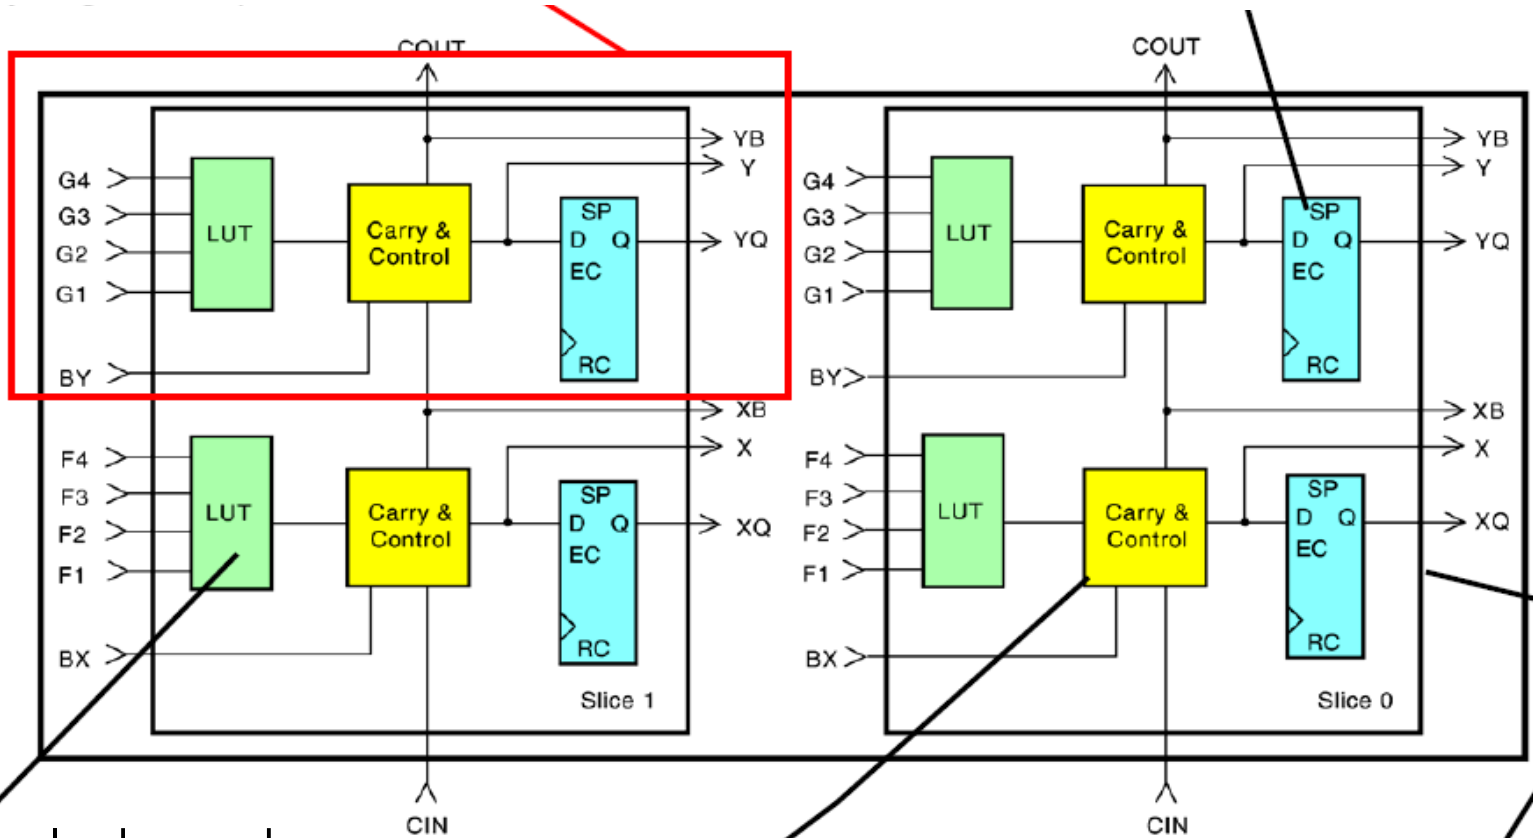 COUT
YB
Y
G4
G3
G2
G1
LUT
Carry &
Control
SP
D Q
EC
RC
YQ
BY
XB
X
F4
F3
F2
F1
LUT
Carry &
Control
SP
D Q
EC
RC
XQ
BX
Slice 1
CIN
COUT
YB
Y
G4
G3
G2
G1
LUT
Carry &
Control
SP
D Q
EC
RC
YQ
BY
XB
X
F4
F3
F2
F1
LUT
Carry &
Control
SP
D Q
EC
RC
XQ
BX
Slice 0
CIN